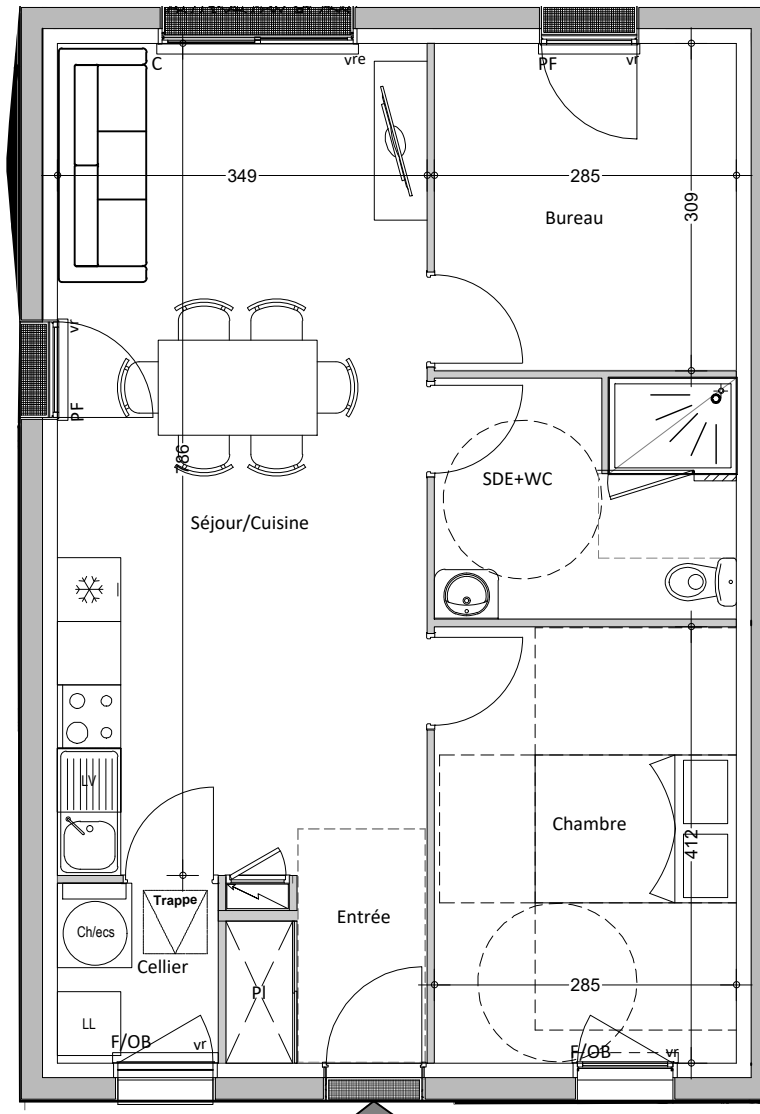 C
vre
PF
vr
349
285
309
Bureau
vr
PF
786
SDE+WC
Séjour/Cuisine
LV
Chambre
412
Trappe
Ch/ecs
Entrée
Cellier
Pl
285
LL
F/OB
vr
F/OB
vr